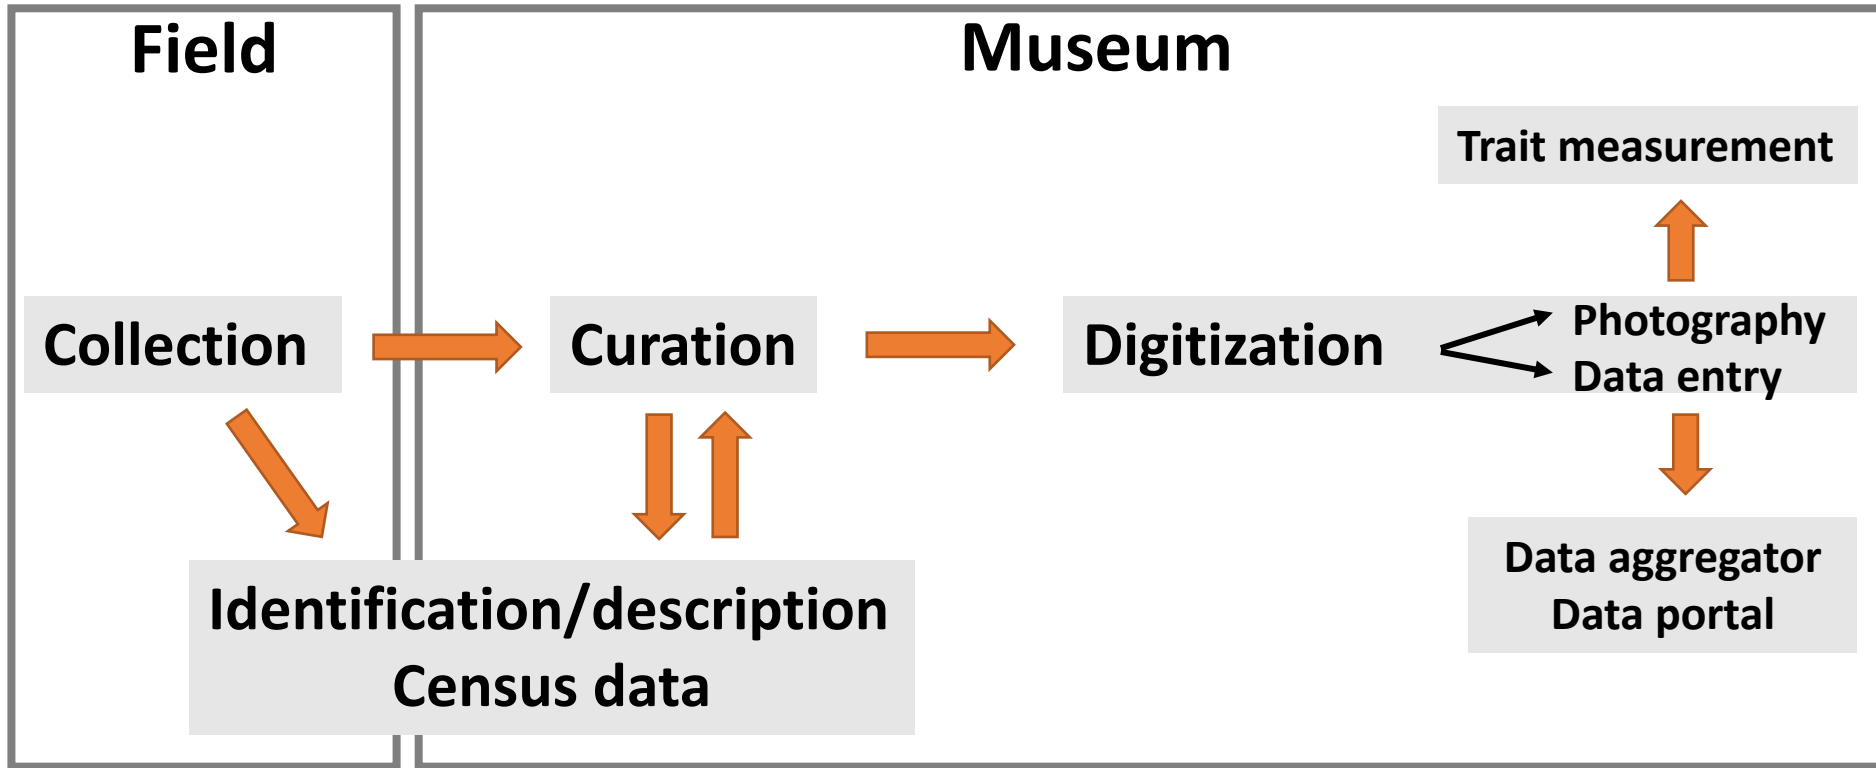 Field
Museum
Trait measurement
Collection
Curation
Digitization
Photography
Data entry
Identification/description
Census data
Data aggregator
Data portal